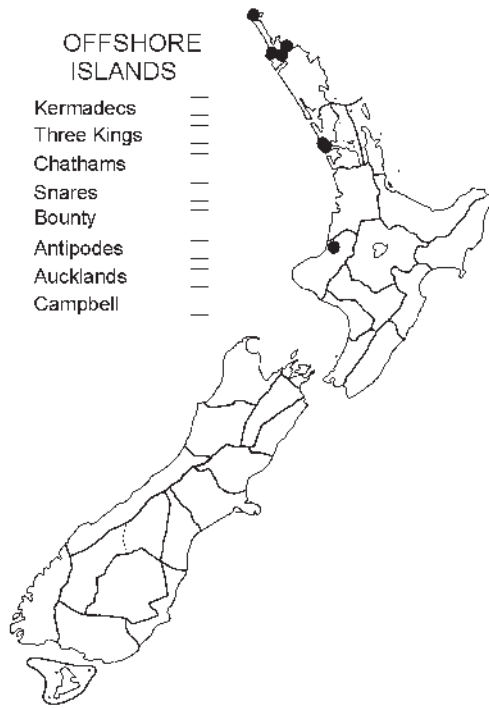 OFFSHORE
ISLANDS
Kermadecs
Three Kings
Chathams
Snares
Bounty
Antipodes
Aucklands
Campbell